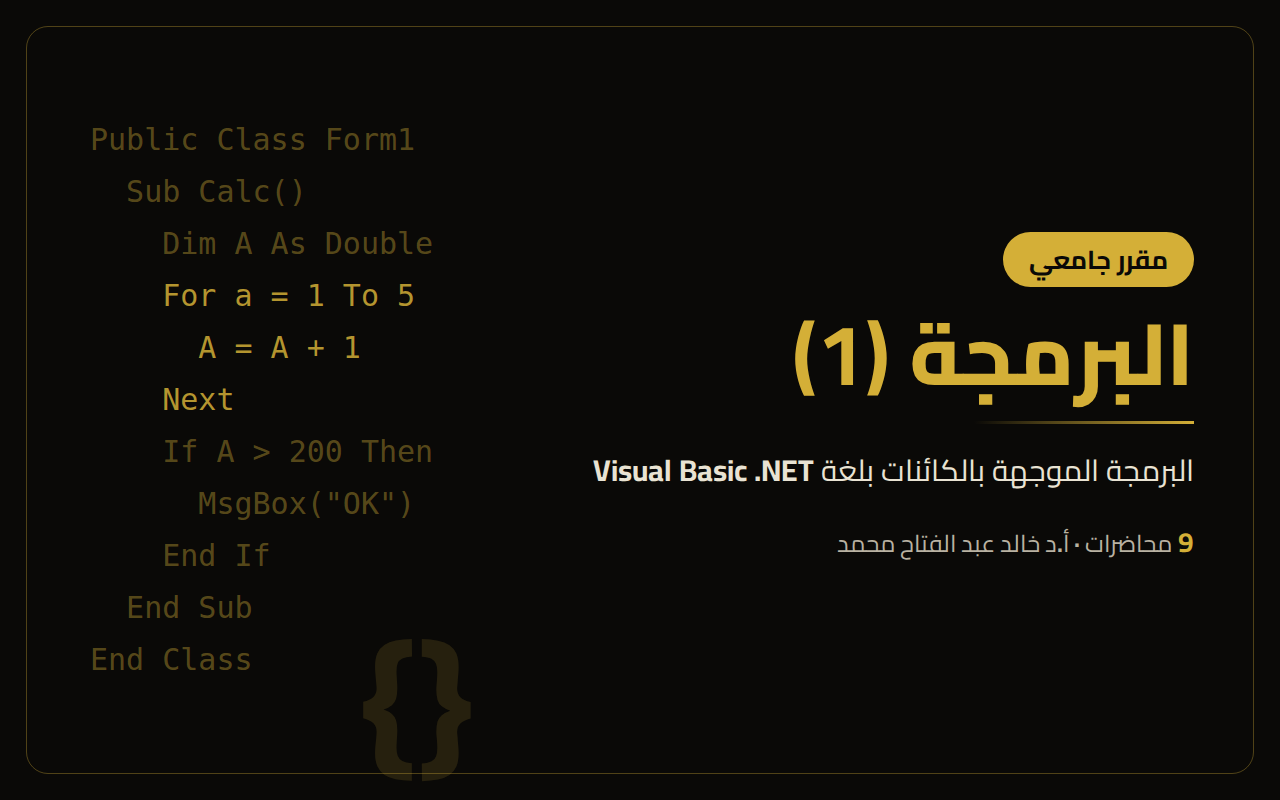 مقرر جامعي
البرمجة (1)
البرمجة الموجهة بالكائنات بلغة Visual Basic .NET
9 محاضرات · أ.د خالد عبد الفتاح محمد
Public Class Form1
  Sub Calc()
    Dim A As Double
    For a = 1 To 5
      A = A + 1
    Next
    If A > 200 Then
      MsgBox("OK")
    End If
  End Sub
End Class
{}